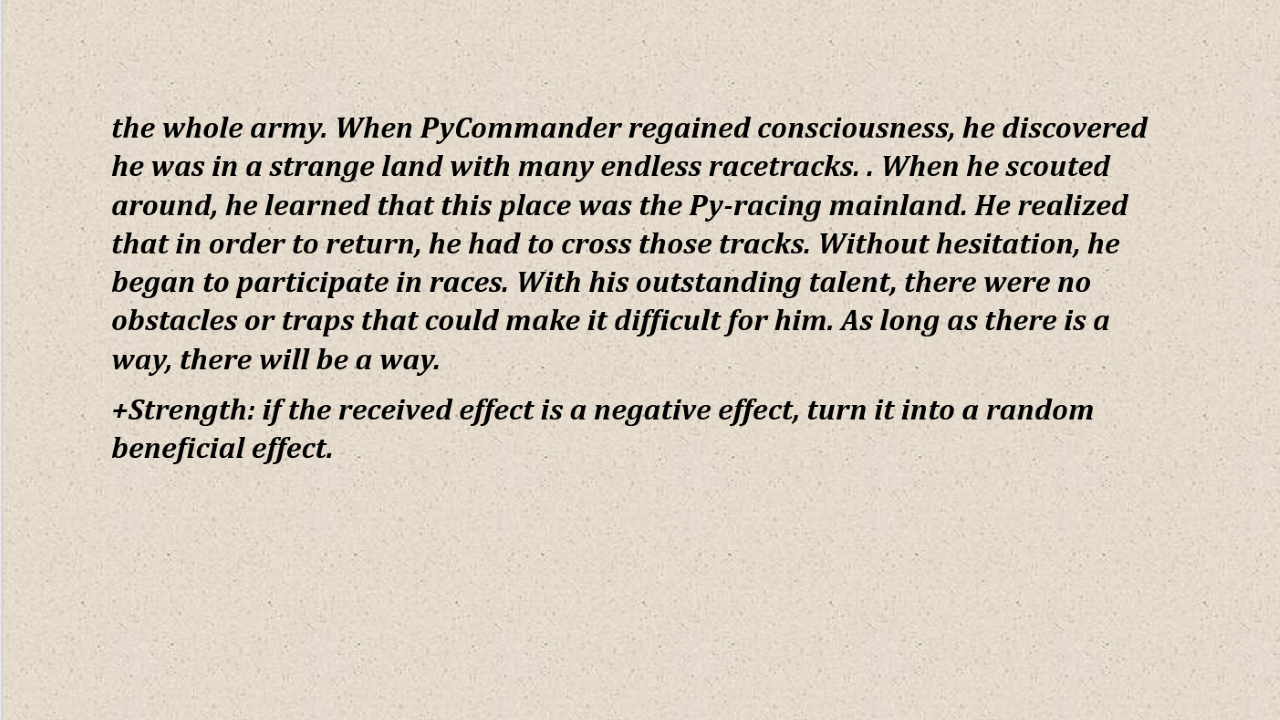 the whole army. When PyCommander regained consciousness, he discovered
he was in a strange land with many endless racetracks. . When he scouted
around, he learned that this place was the Py-racing mainland. He realized
that in order to return, he had to cross those tracks. Without hesitation, he
began to participate in races. With his outstanding talent, there were no
obstacles or traps that could make it difficult for him. As long as there is a
way, there will be a way.
+Strength: if the received effect is a negative effect, turn it into a random
beneficial effect.